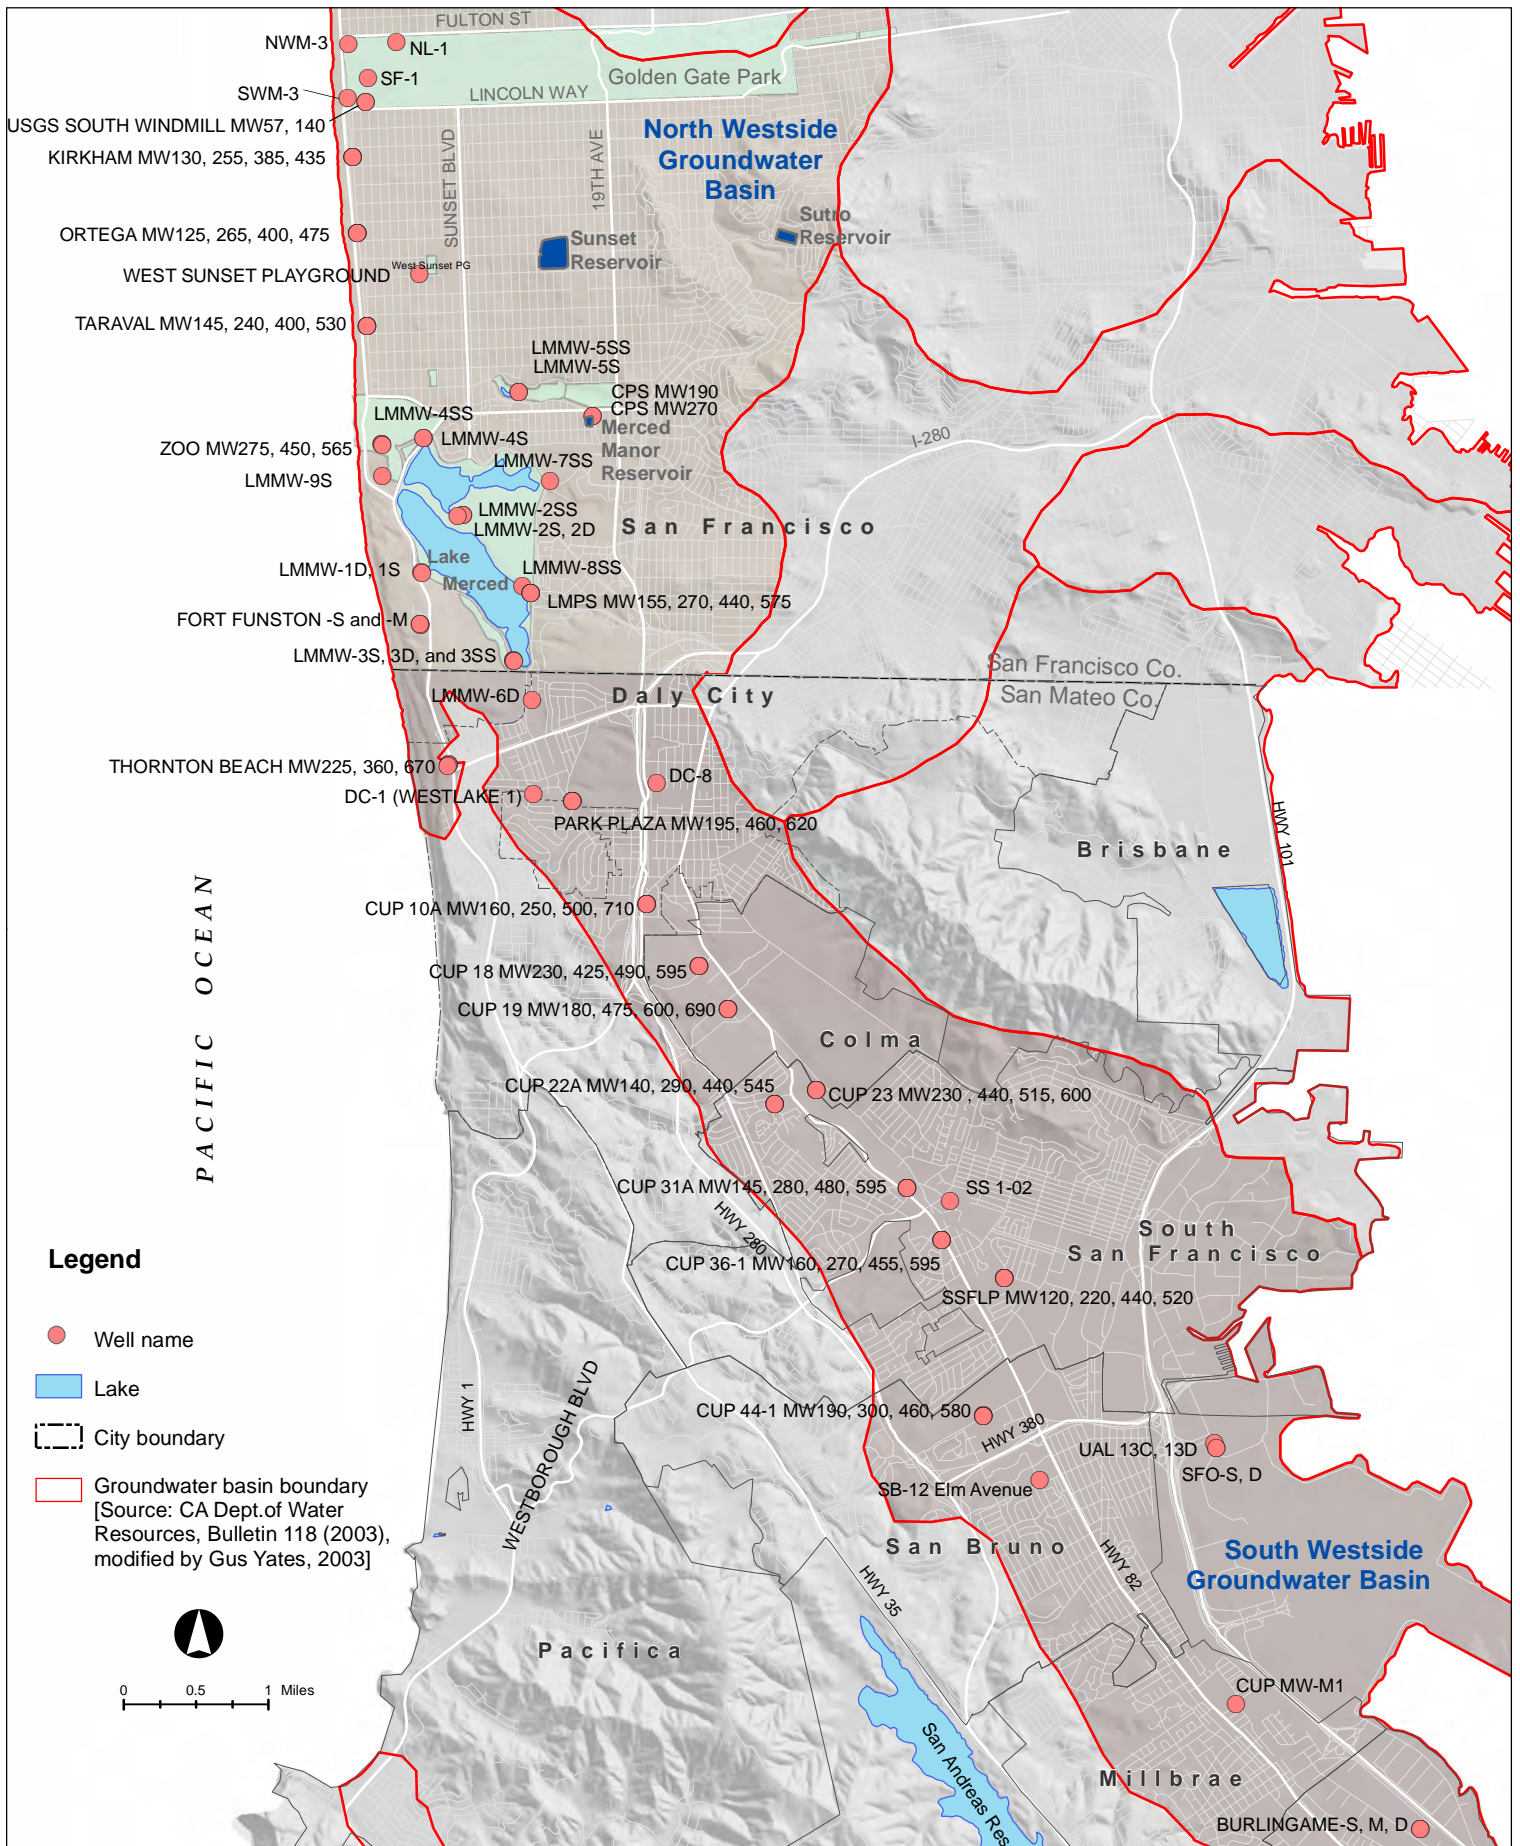 FULTON ST
NWM-3
NL-1
SF-1
Golden Gate Park
SWM-3
LINCOLN WAY
USGS SOUTH WINDMILL MW57, 140
North Westside
Groundwater
Basin
KIRKHAM MW130, 255, 385, 435
SUNSET BLVD
19TH AVE
ORTEGA MW125, 265, 400, 475
Sutro
Reservoir
Sunset
Reservoir
West Sunset PG
WEST SUNSET PLAYGROUND
TARAVAL MW145, 240, 400, 530
LMMW-5SS
LMMW-5S
CPS MW190
CPS MW270
LMMW-4SS
LMMW-4S
Merced
Manor
Reservoir
I-280
ZOO MW275, 450, 565
LMMW-7SS
LMMW-9S
LMMW-2SS
LMMW-2S, 2D
San Francisco
Lake
Merced
LMMW-1D, 1S
LMMW-8SS
LMPS MW155, 270, 440, 575
FORT FUNSTON -S and -M
LMMW-3S, 3D, and 3SS
San Francisco Co.
San Mateo Co.
LMMW-6D
Daly City
THORNTON BEACH MW225, 360, 670
DC-8
DC-1 (WESTLAKE 1)
PARK PLAZA MW195, 460, 620
HWY 101
Brisbane
PACIFIC OCEAN
CUP 10A MW160, 250, 500, 710
CUP 18 MW230, 425, 490, 595
CUP 19 MW180, 475, 600, 690
Colma
CUP 22A MW140, 290, 440, 545
CUP 23 MW230 , 440, 515, 600
CUP 31A MW145, 280, 480, 595
SS 1-02
HWY 280
South
San Francisco
CUP 36-1 MW160, 270, 455, 595
SSFLP MW120, 220, 440, 520
Legend
Well name
Lake
City boundary
Groundwater basin boundary
[Source: CA Dept.of Water
Resources, Bulletin 118 (2003),
modified by Gus Yates, 2003]
HWY 1
WESTBOROUGH BLVD
CUP 44-1 MW190, 300, 460, 580
HWY 380
UAL 13C, 13D
SFO-S, D
SB-12 Elm Avenue
San Bruno
HWY 82
HWY 35
South Westside
Groundwater Basin
Pacifica
0 0.5 1 Miles
CUP MW-M1
San Andreas Res
Millbrae
BURLINGAME-S, M, D